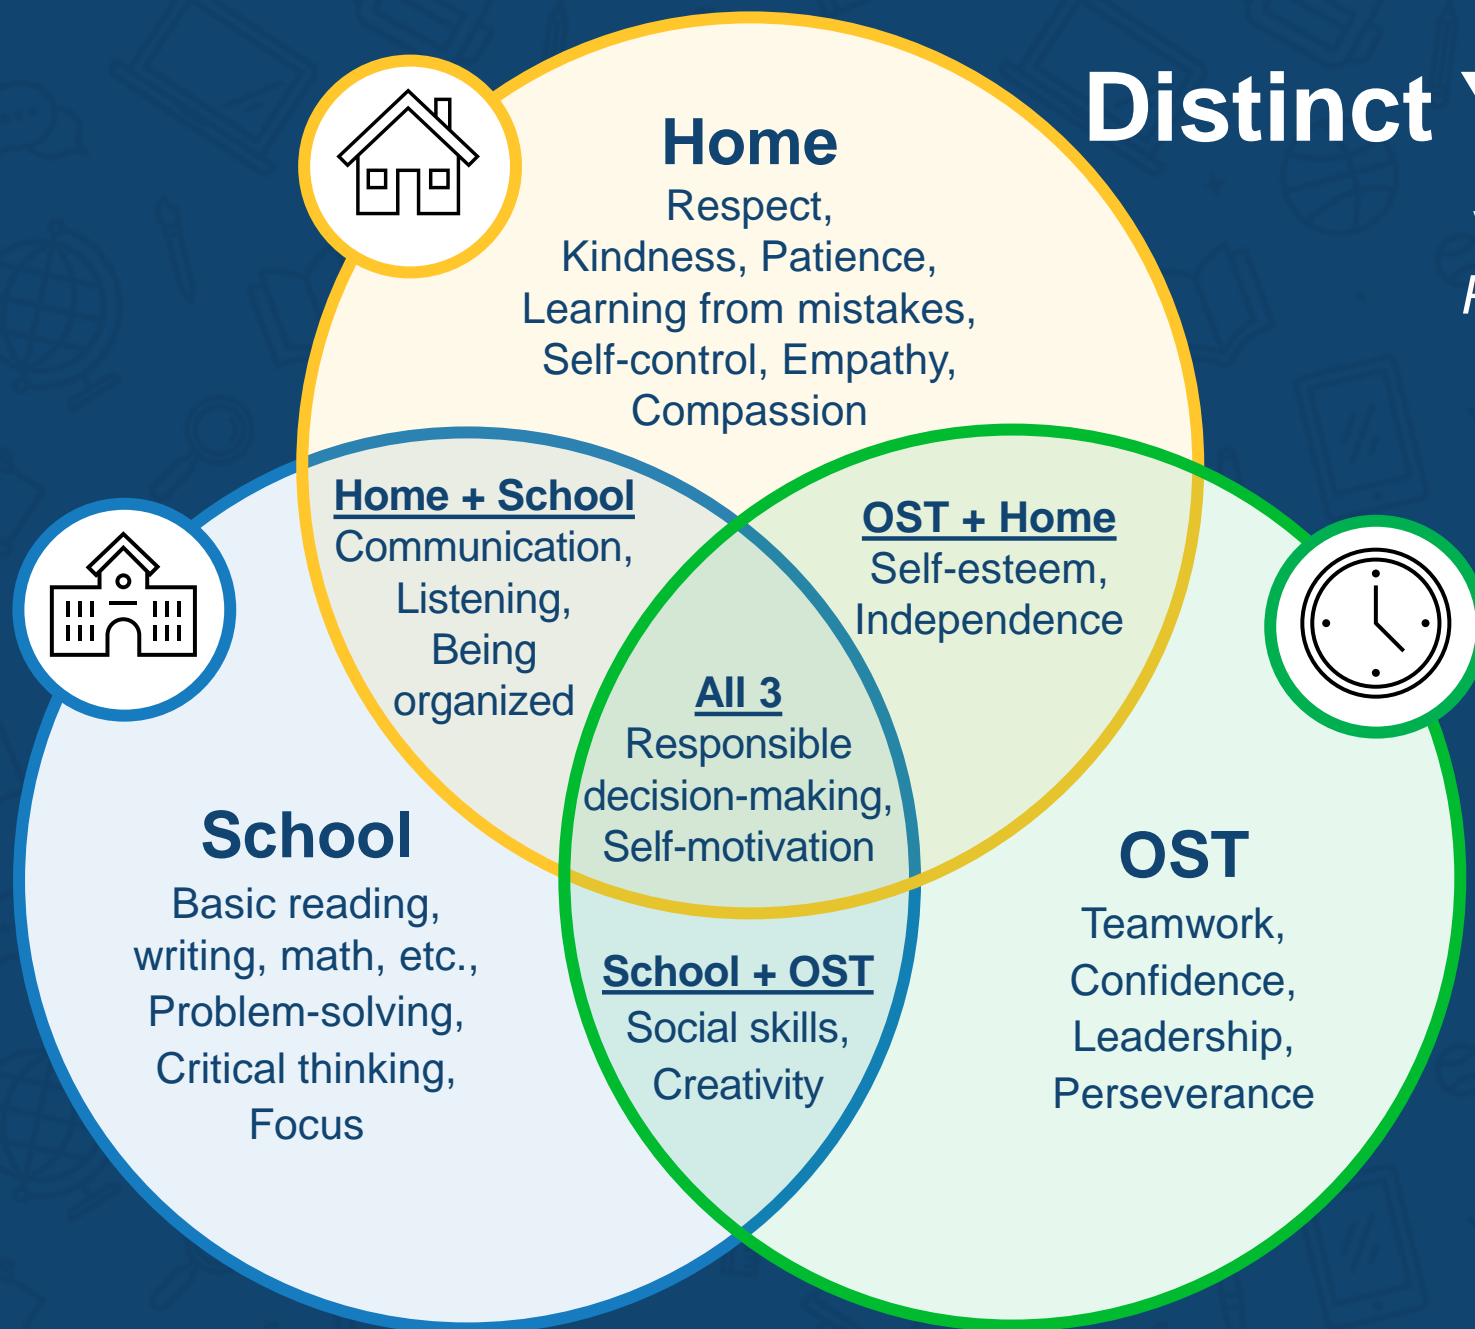 Distinct
Home
Respect,
Kindness, Patience,
Learning from mistakes,
Self-control, Empathy,
Compassion
Home + School
Communication,
Listening,
Being
organized
OST + Home
Self-esteem,
Independence
All 3
Responsible
decision-making,
Self-motivation
School
Basic reading,
writing, math, etc.,
Problem-solving,
Critical thinking,
Focus
School + OST
Social skills,
Creativity
OST
Teamwork,
Confidence,
Leadership,
Perseverance